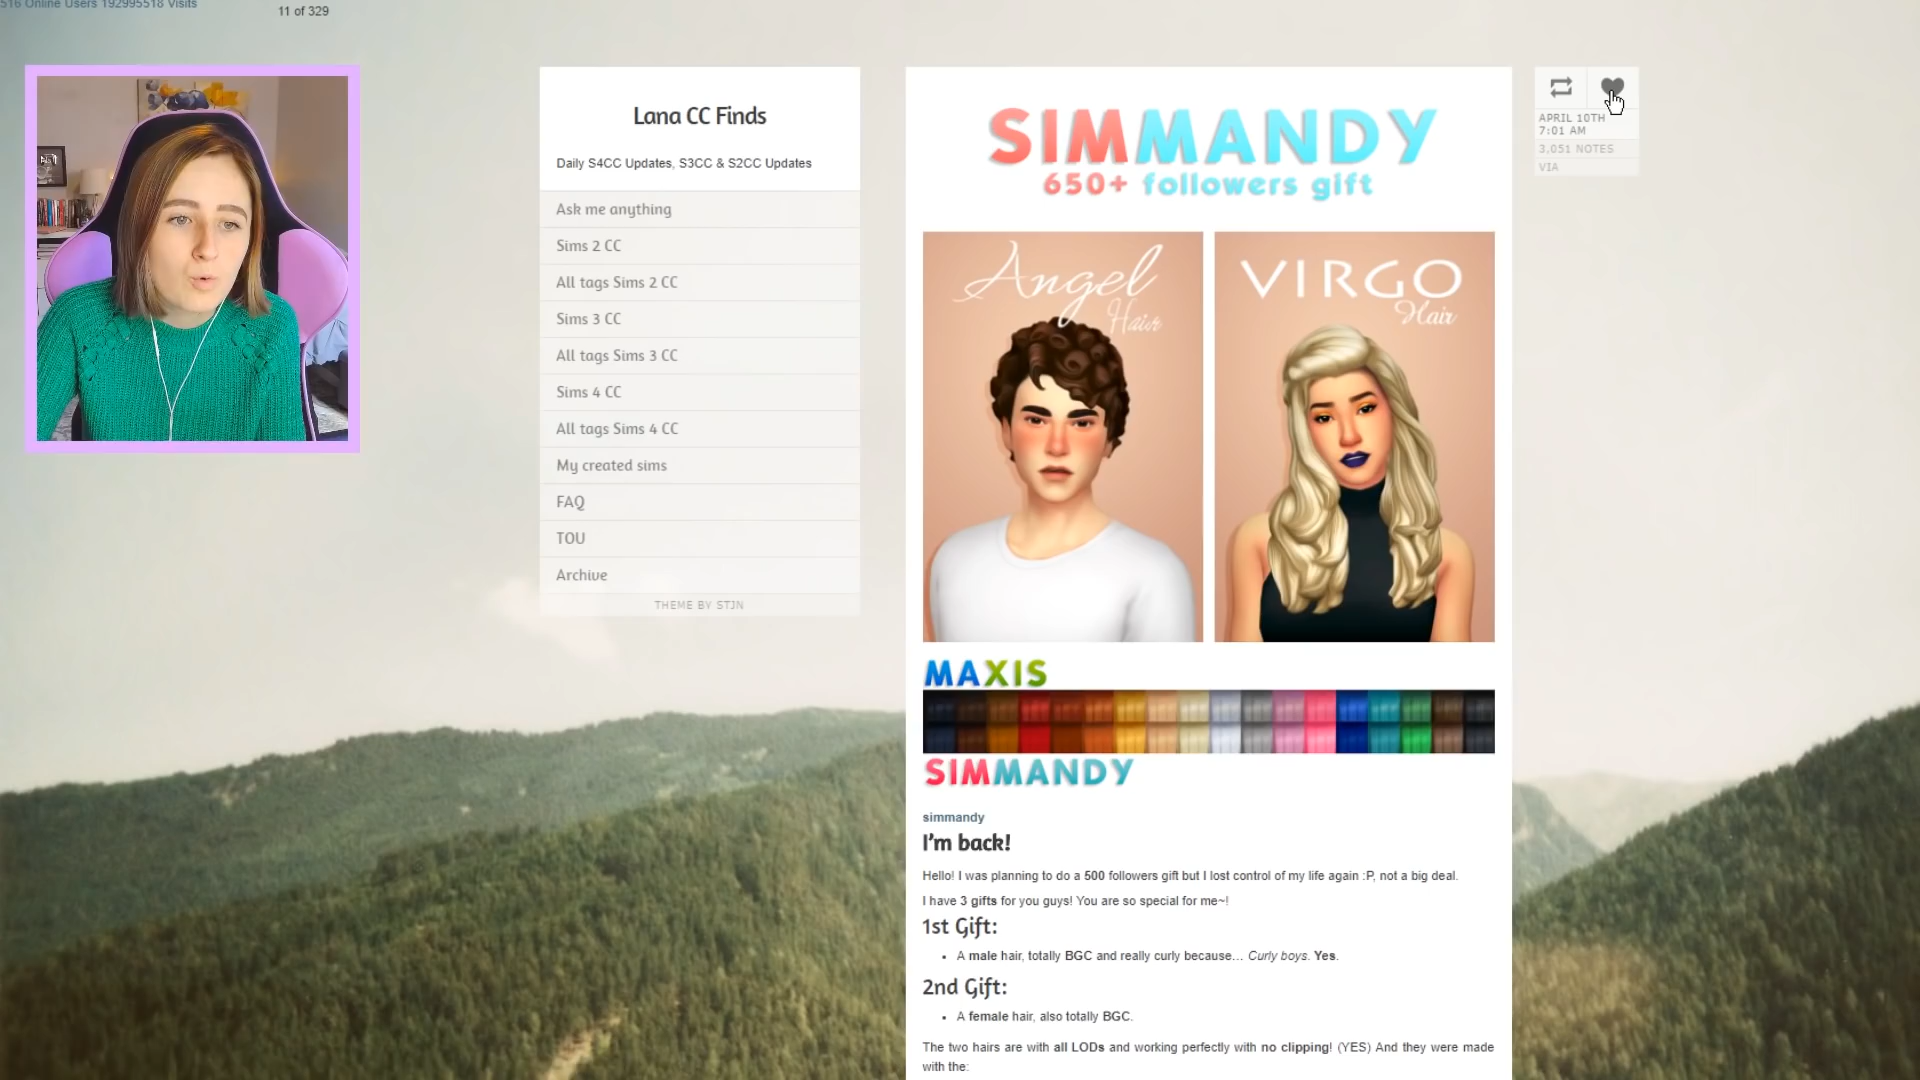 516 Online Users 192995518 Visits
11 of 329
Lana CC Finds
Daily S4CC Updates, S3CC & S2CC Updates
Ask me anything
Sims 2 CC
All tags Sims 2 CC
Sims 3 CC
All tags Sims 3 CC
Sims 4 CC
All tags Sims 4 CC
My created sims
FAQ
TOU
Archive
THEME BY STJN
SIMMANDY
650+ followers gift
Angel
Hair
VIRGO
Hair
MAXIS
SIMMANDY
simmandy
I'm back!
Hello! I was planning to do a 500 followers gift but I lost control of my life again :P, not a big deal.
I have 3 gifts for you guys! You are so special for me~!
1st Gift:
• A male hair, totally BGC and really curly because... Curly boys. Yes.
2nd Gift:
• A female hair, also totally BGC.
The two hairs are with all LODs and working perfectly with no clipping! (YES) And they were made
with the:
APRIL 10TH
7:01 AM
3,051 NOTES
VIA